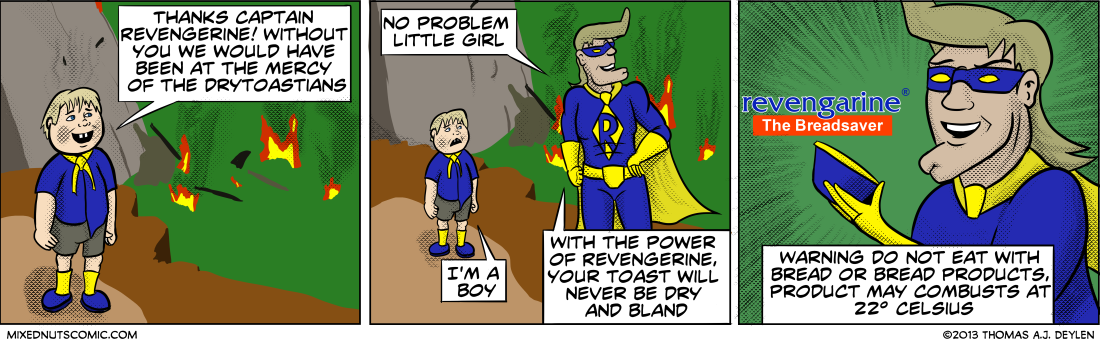 THANKS CAPTAIN
REVENGERINE! WITHOUT
YOU WE WOULD HAVE
BEEN AT THE MERCY
OF THE DRYTOASTIANS
NO PROBLEM
LITTLE GIRL
R
I'M A
BOY
WITH THE POWER
OF REVENGERINE,
YOUR TOAST WILL
NEVER BE DRY
AND BLAND
revengarine®
The Breadsaver
WARNING DO NOT EAT WITH
BREAD OR BREAD PRODUCTS,
PRODUCT MAY COMBUSTS AT
22° CELSIUS
MIXEDNUTSCOMIC.COM
©2013 THOMAS A.J. DEYLEN